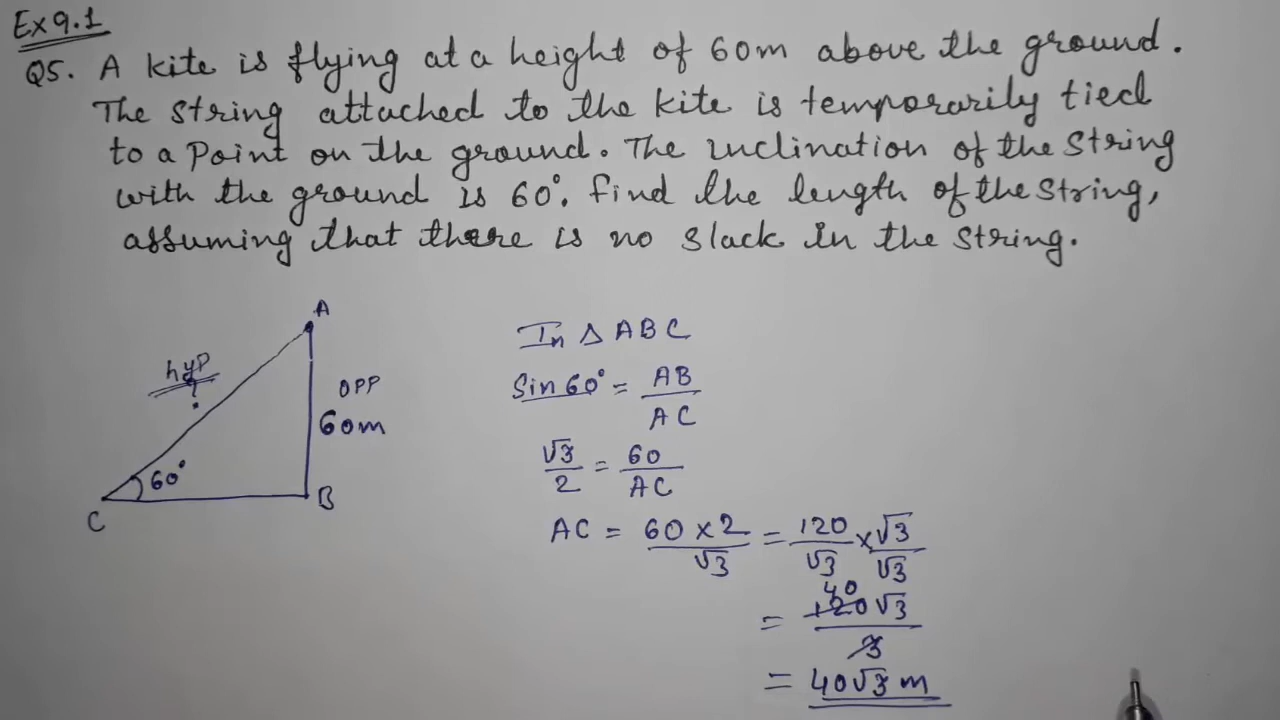 Ex 9.1
Q5. A kite is flying at a height of 60m above the ground.
The string attached to the kite is temporarily tied
to a point on the ground. The inclination of the string
with the ground is 60°. Find the length of the string,
assuming that there is no slack in the string.
A
hyp
?
OPP
60m
60°
C
B
In Δ ABC
Sin 60° = AB/AC
√3/2 = 60/AC
AC = 60 × 2/√3 = 120/√3 × √3/√3
40
= 120√3/3
= 40√3 m